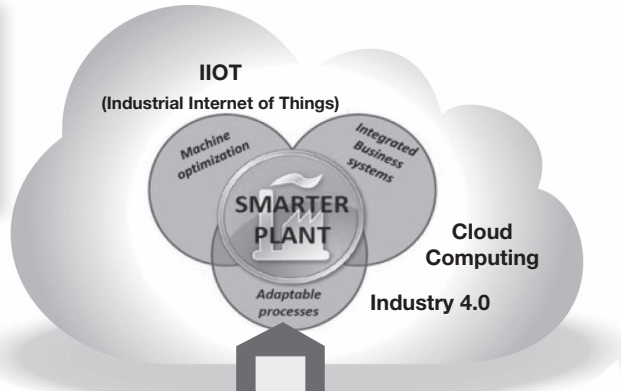 IIOT
(Industrial Internet of Things)
Machine
optimization
Integrated
Business
systems
SMARTER
PLANT
Cloud
Computing
Adaptable
processes
Industry 4.0